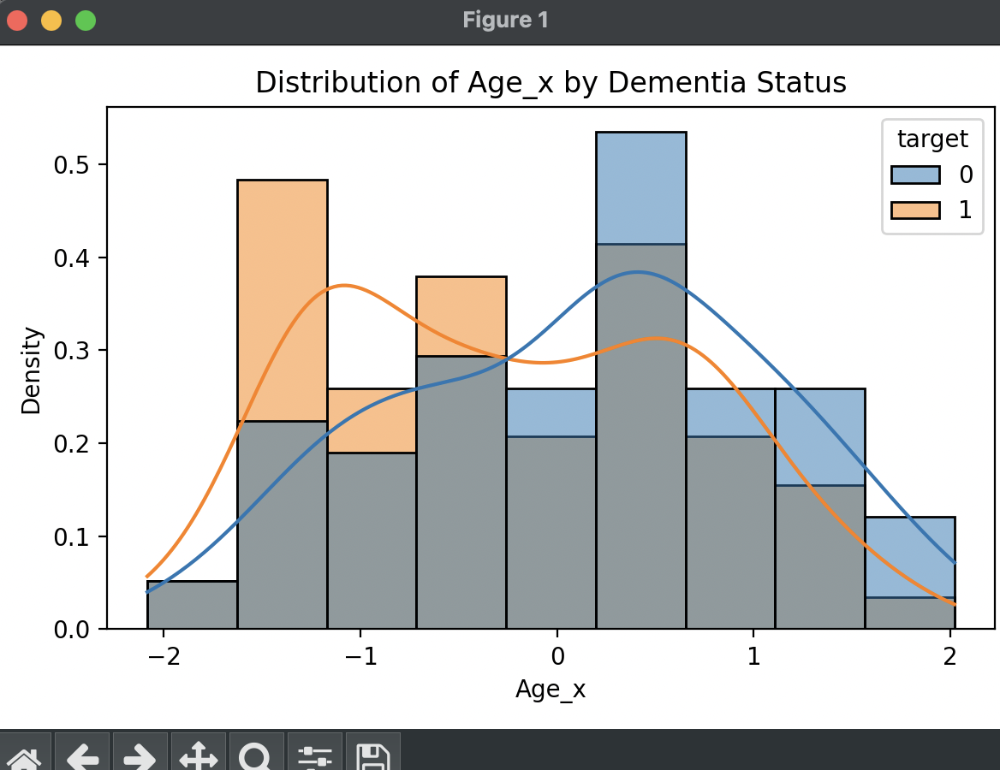 Figure 1
Distribution of Age_x by Dementia Status
target
0
1
0.5
0.4
0.3
0.2
0.1
0.0
Density
−2 −1 0 1 2
Age_x